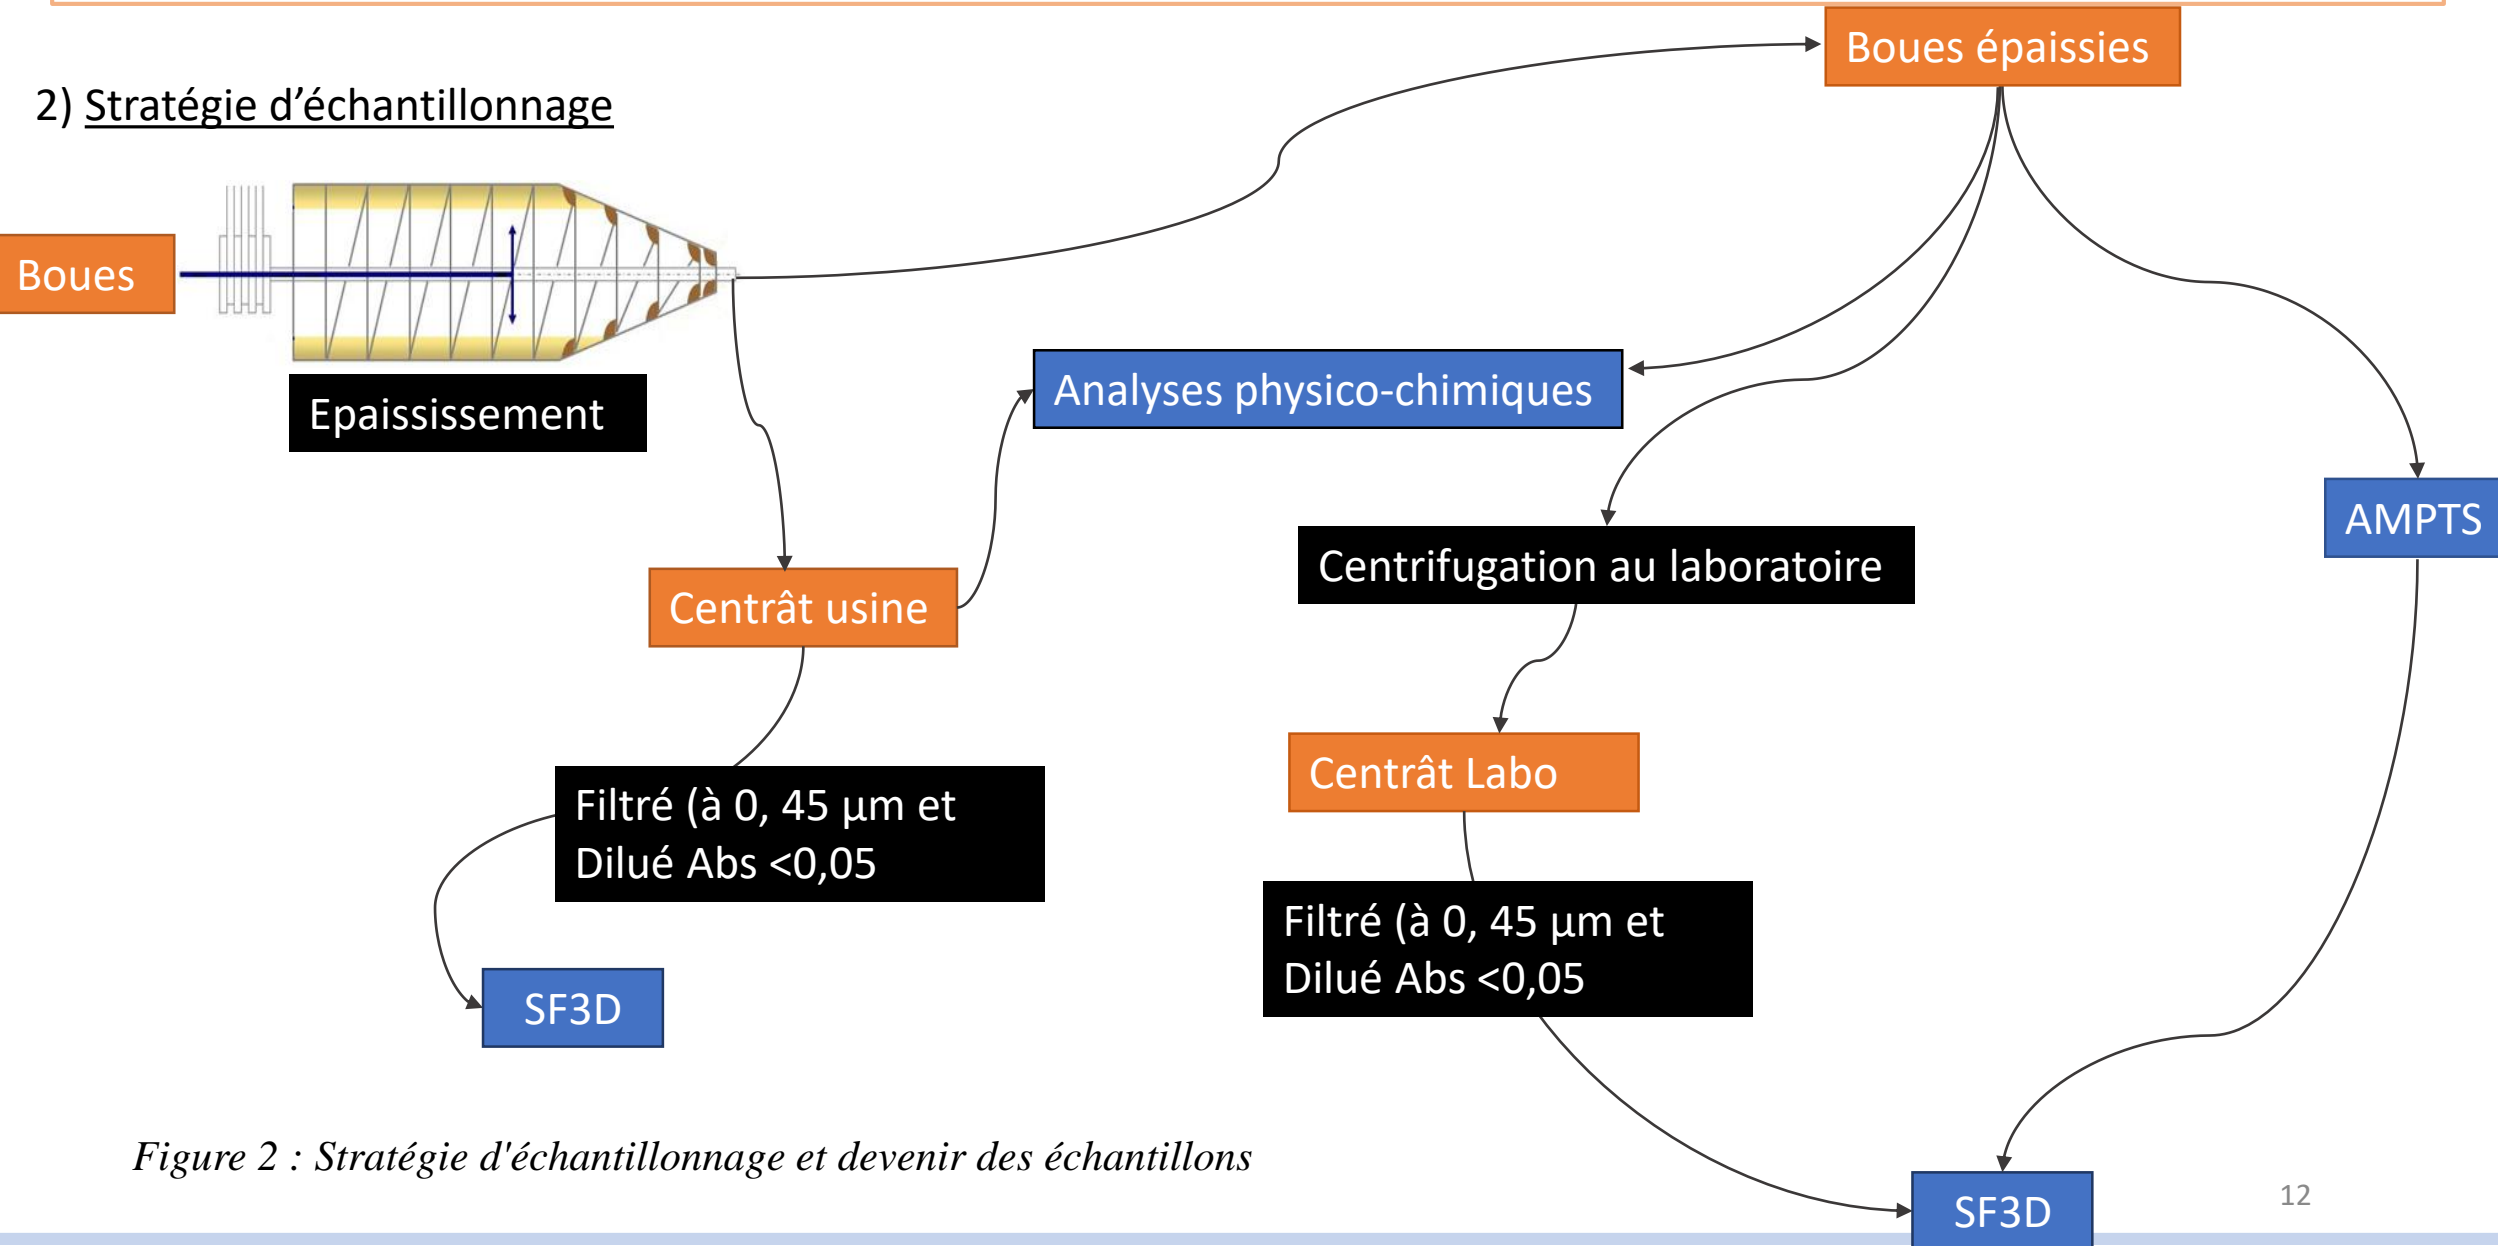 Boues épaissies
2) Stratégie d’échantillonnage
Boues
Epaississement
Analyses physico-chimiques
AMPTS
Centrifugation au laboratoire
Centrât usine
Centrât Labo
Filtré (à 0, 45 µm et
Dilué Abs <0,05
Filtré (à 0, 45 µm et
Dilué Abs <0,05
SF3D
Figure 2 : Stratégie d'échantillonnage et devenir des échantillons
12
SF3D